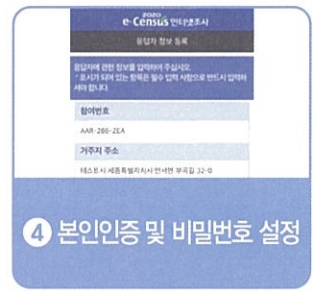 2020
e-Census 인터넷조사
응답자 정보 등록
응답자에 관한 정보를 입력하여 주십시오.
* 표시가 되어 있는 항목은 필수 입력 사항으로 반드시 입력하
셔야 합니다.
참여번호
AAR-286-ZEA
거주지 주소
테스트시 세종특별자치시 연서면 부곡길 32-0
4 본인인증 및 비밀번호 설정